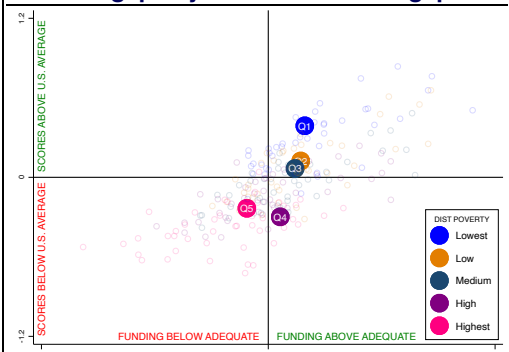 1.2
SCORES ABOVE U.S. AVERAGE
Q1
Q3
0
Q5
Q4
SCORES BELOW U.S. AVERAGE
DIST POVERTY
Lowest
Low
Medium
High
Highest
FUNDING BELOW ADEQUATE
FUNDING ABOVE ADEQUATE
-1.2